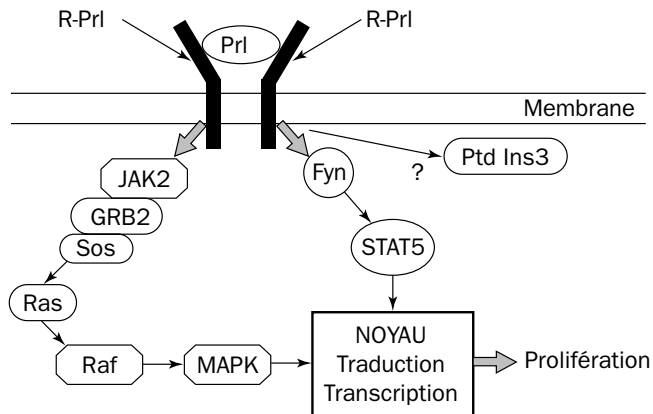 R-Prl
Prl
R-Prl
Membrane
JAK2
Fyn
?
Ptd Ins3
GRB2
Sos
STAT5
Ras
Raf
MAPK
NOYAU
Traduction
Transcription
Prolifération